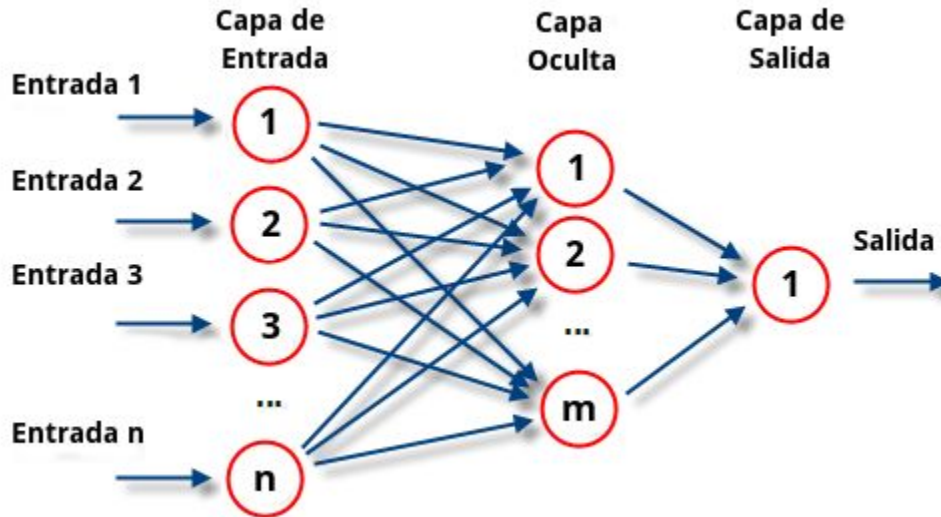 Capa de
Entrada
Capa
Oculta
Capa de
Salida
Entrada 1
1
Entrada 2
2
Entrada 3
3
...
Entrada n
n
1
2
...
m
1
Salida